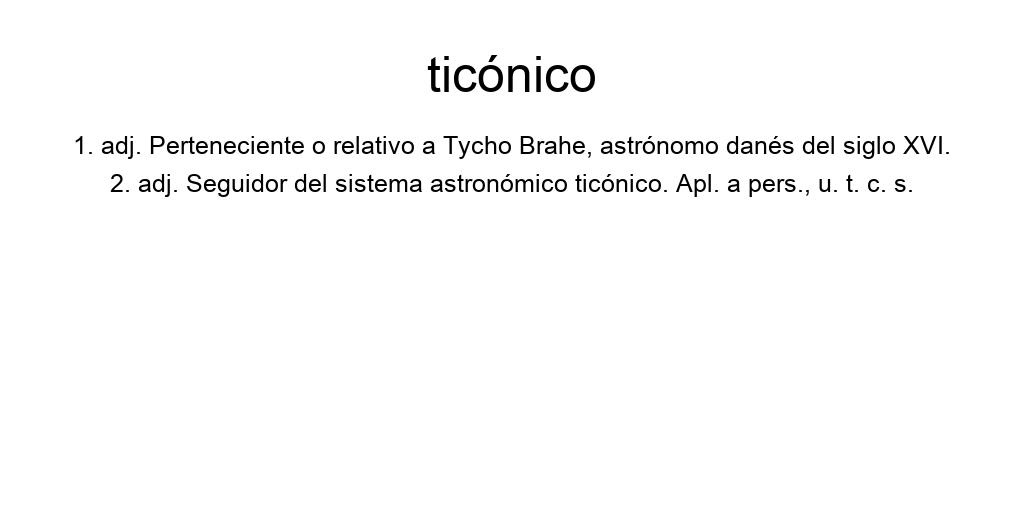 ticónico
1. adj. Perteneciente o relativo a Tycho Brahe, astrónomo danés del siglo XVI.
2. adj. Seguidor del sistema astronómico ticónico. Apl. a pers., u. t. c. s.